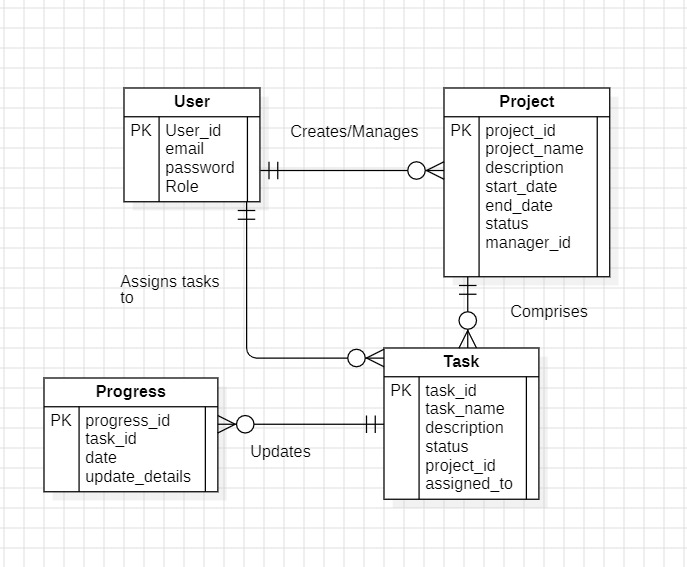 User
PK User_id
email
password
Role
Creates/Manages
Project
PK project_id
project_name
description
start_date
end_date
status
manager_id
Assigns tasks
to
Comprises
Task
PK task_id
task_name
description
status
project_id
assigned_to
Progress
PK progress_id
task_id
date
update_details
Updates